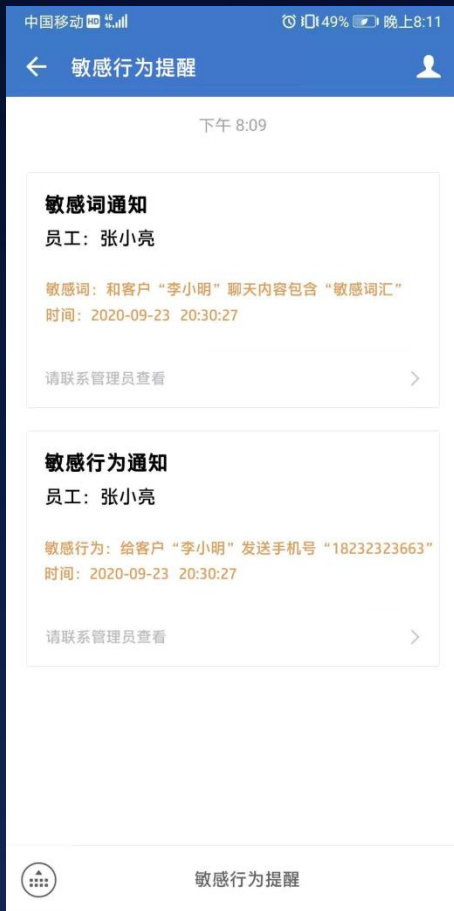 中国移动 HD 4G 49% 晚上8:11
敏感行为提醒
下午 8:09
敏感词通知
员工：张小亮
敏感词：和客户“李小明”聊天内容包含“敏感词汇”
时间：2020-09-23 20:30:27
请联系管理员查看
敏感行为通知
员工：张小亮
敏感行为：给客户“李小明”发送手机号“18232323663”
时间：2020-09-23 20:30:27
请联系管理员查看
敏感行为提醒